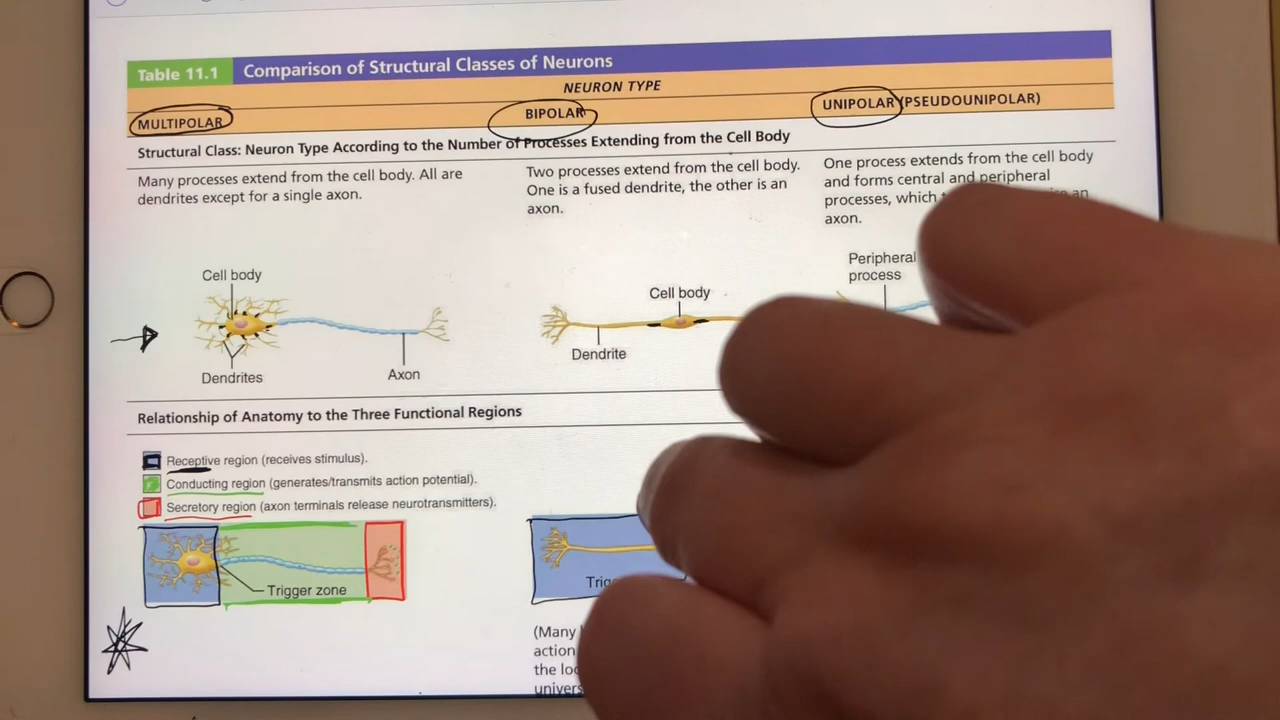 Table 11.1 Comparison of Structural Classes of Neurons
NEURON TYPE
MULTIPOLAR BIPOLAR UNIPOLAR (PSEUDOUNIPOLAR)
Structural Class: Neuron Type According to the Number of Processes Extending from the Cell Body
Many processes extend from the cell body. All are
dendrites except for a single axon.
Two processes extend from the cell body.
One is a fused dendrite, the other is an
axon.
One process extends from the cell body
and forms central and peripheral
processes, which an
axon.
Cell body
Dendrites
Axon
Cell body
Dendrite
Peripheral
process
Relationship of Anatomy to the Three Functional Regions
Receptive region (receives stimulus).
Conducting region (generates/transmits action potential).
Secretory region (axon terminals release neurotransmitters).
Trigger zone
(Many
action
the